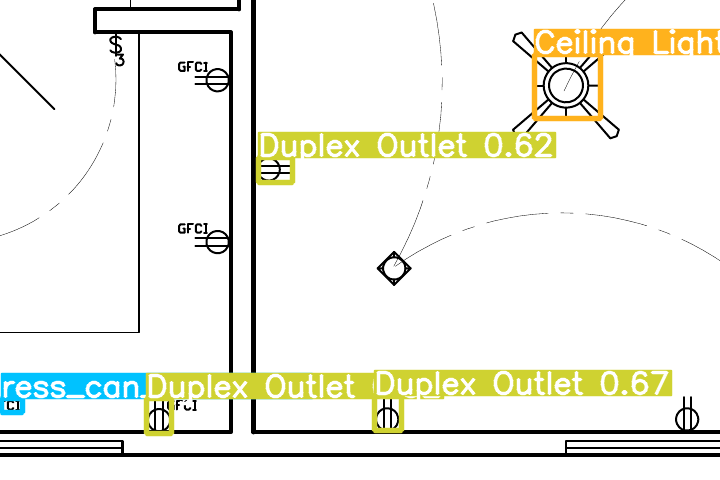 Ceiling Light
$
3
GFCI
Duplex Outlet 0.62
GFCI
ress_can
Duplex Outlet
Duplex Outlet 0.67
CI
FCI